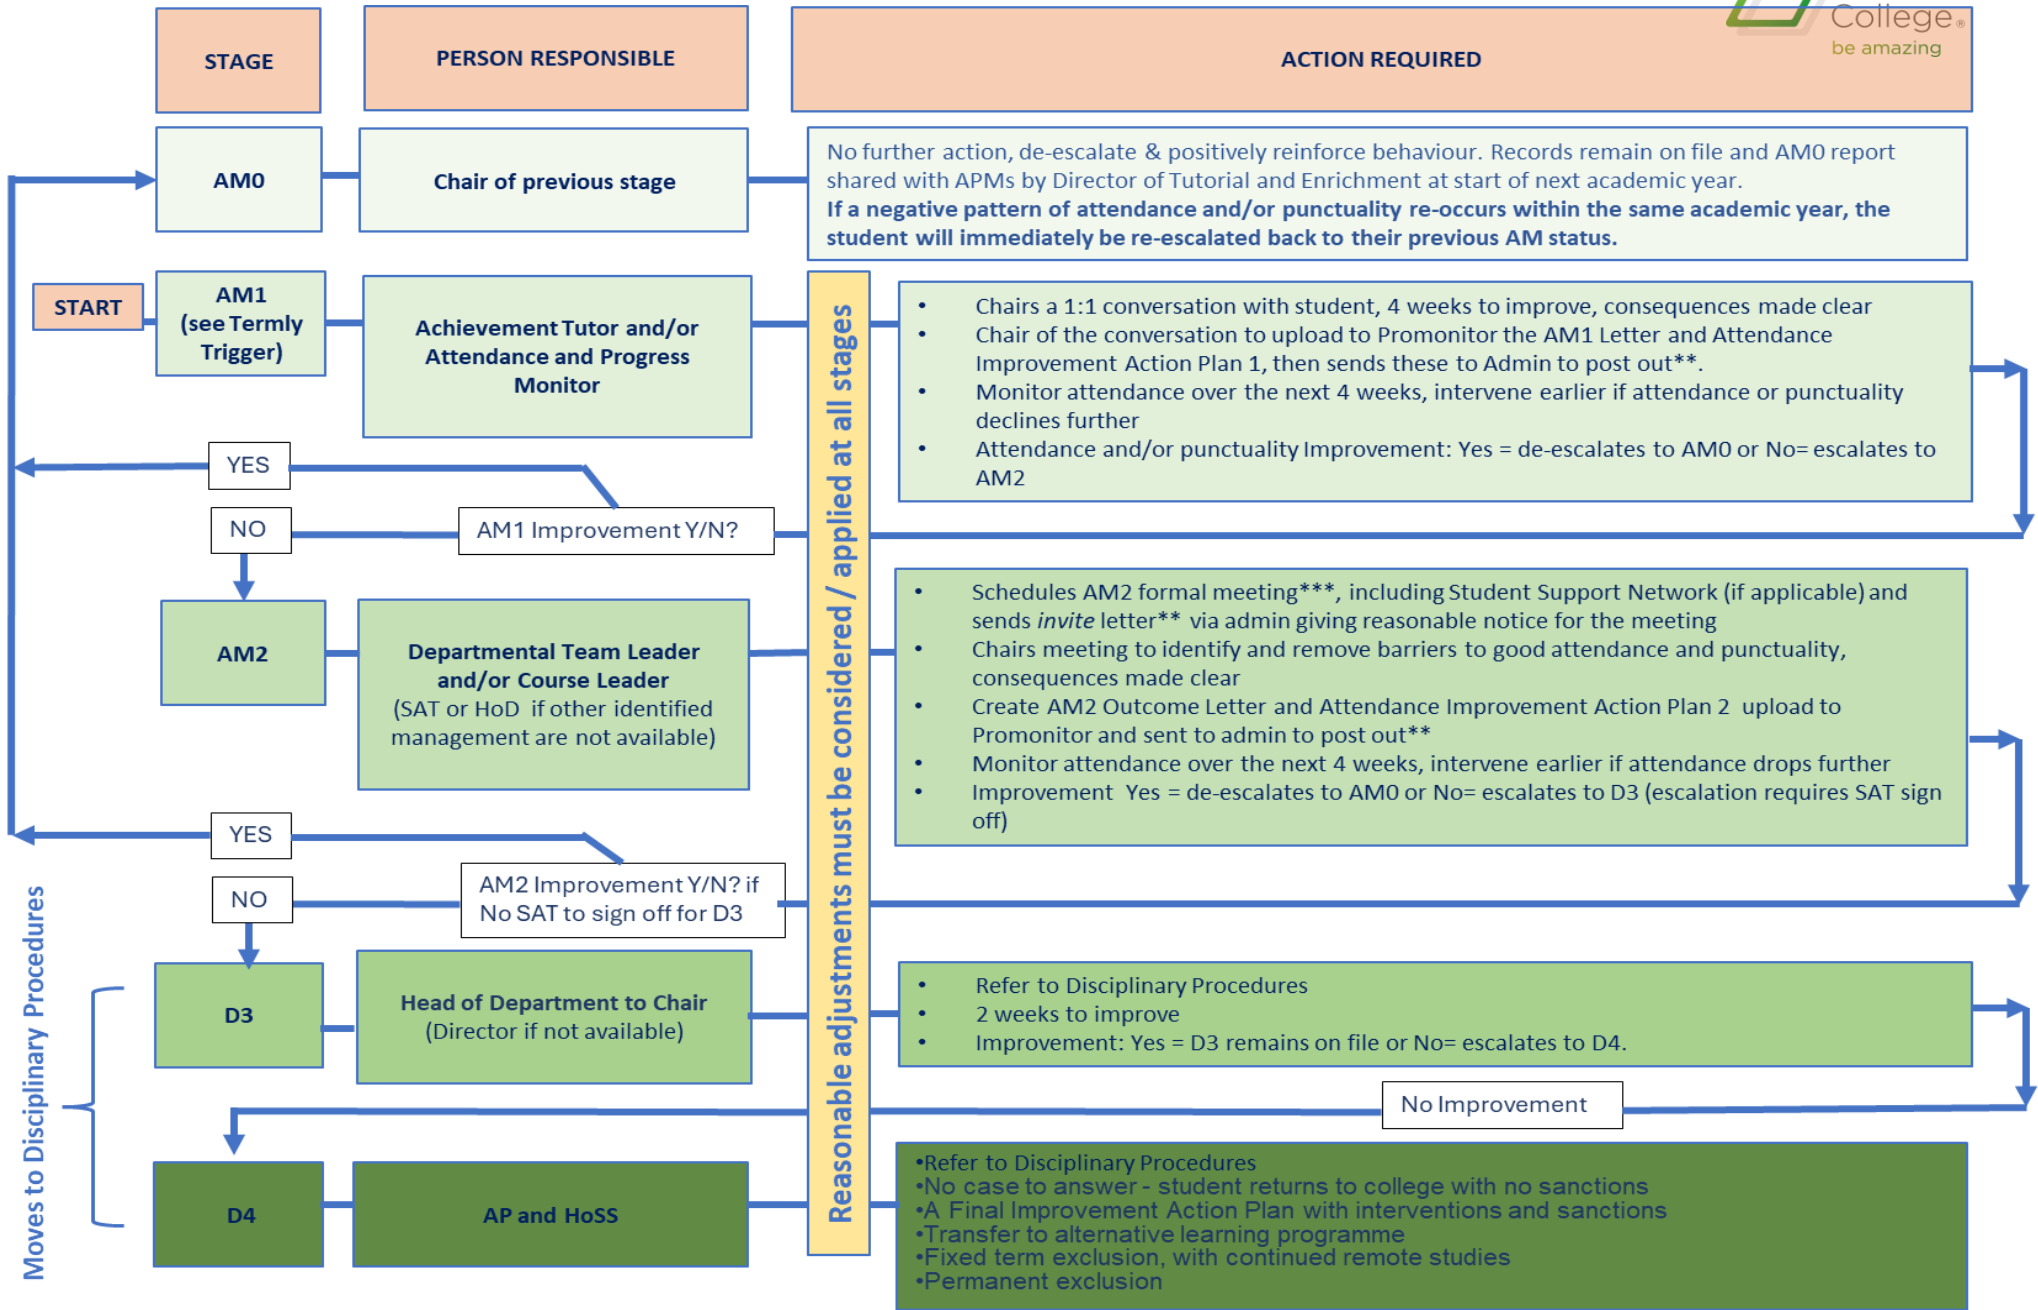 College®
be amazing
STAGE
PERSON RESPONSIBLE
ACTION REQUIRED
AM0
Chair of previous stage
No further action, de-escalate & positively reinforce behaviour. Records remain on file and AM0 report
shared with APMs by Director of Tutorial and Enrichment at start of next academic year.
If a negative pattern of attendance and/or punctuality re-occurs within the same academic year, the
student will immediately be re-escalated back to their previous AM status.
START
AM1
(see Termly
Trigger)
Achievement Tutor and/or
Attendance and Progress
Monitor
Reasonable adjustments must be considered / applied at all stages
• Chairs a 1:1 conversation with student, 4 weeks to improve, consequences made clear
• Chair of the conversation to upload to Promonitor the AM1 Letter and Attendance
Improvement Action Plan 1, then sends these to Admin to post out**.
• Monitor attendance over the next 4 weeks, intervene earlier if attendance or punctuality
declines further
• Attendance and/or punctuality Improvement: Yes = de-escalates to AM0 or No= escalates to
AM2
YES
NO
AM1 Improvement Y/N?
AM2
Departmental Team Leader
and/or Course Leader
(SAT or HoD if other identified
management are not available)
• Schedules AM2 formal meeting***, including Student Support Network (if applicable) and
sends invite letter** via admin giving reasonable notice for the meeting
• Chairs meeting to identify and remove barriers to good attendance and punctuality,
consequences made clear
• Create AM2 Outcome Letter and Attendance Improvement Action Plan 2 upload to
Promonitor and sent to admin to post out**
• Monitor attendance over the next 4 weeks, intervene earlier if attendance drops further
• Improvement Yes = de-escalates to AM0 or No= escalates to D3 (escalation requires SAT sign
off)
YES
NO
AM2 Improvement Y/N? if
No SAT to sign off for D3
Moves to Disciplinary Procedures
D3
Head of Department to Chair
(Director if not available)
• Refer to Disciplinary Procedures
• 2 weeks to improve
• Improvement: Yes = D3 remains on file or No= escalates to D4.
No Improvement
D4
AP and HoSS
•Refer to Disciplinary Procedures
•No case to answer - student returns to college with no sanctions
•A Final Improvement Action Plan with interventions and sanctions
•Transfer to alternative learning programme
•Fixed term exclusion, with continued remote studies
•Permanent exclusion